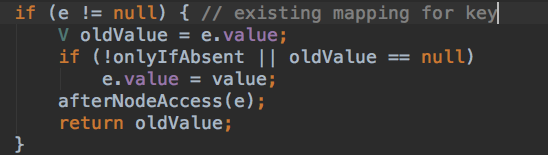 if (e != null) { // existing mapping for key
V oldValue = e.value;
if (!onlyIfAbsent || oldValue == null)
e.value = value;
afterNodeAccess(e);
return oldValue;
}